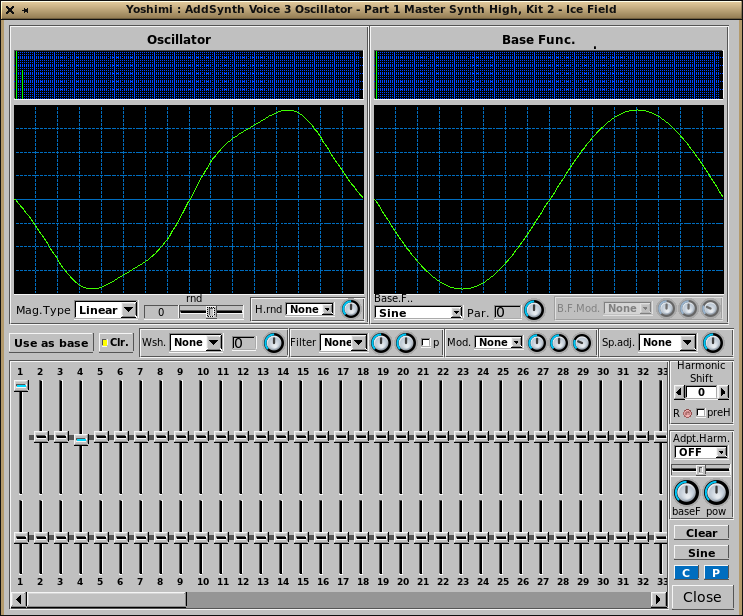 Yoshimi : AddSynth Voice 3 Oscillator - Part 1 Master Synth High, Kit 2 - Ice Field
Oscillator
Base Func.
Mag.Type Linear 0 rnd H.rnd None
Base.F.. Sine Par. 0 B.F.Mod. None
Use as base Clr. Wsh. None 0 Filter None p Mod. None Sp.adj. None
1 2 3 4 5 6 7 8 9 10 11 12 13 14 15 16 17 18 19 20 21 22 23 24 25 26 27 28 29 30 31 32 33
1 2 3 4 5 6 7 8 9 10 11 12 13 14 15 16 17 18 19 20 21 22 23 24 25 26 27 28 29 30 31 32 33
Harmonic
Shift
0
R preH
Adpt.Harm.
OFF
r
baseF pow
Clear
Sine
C P
Close